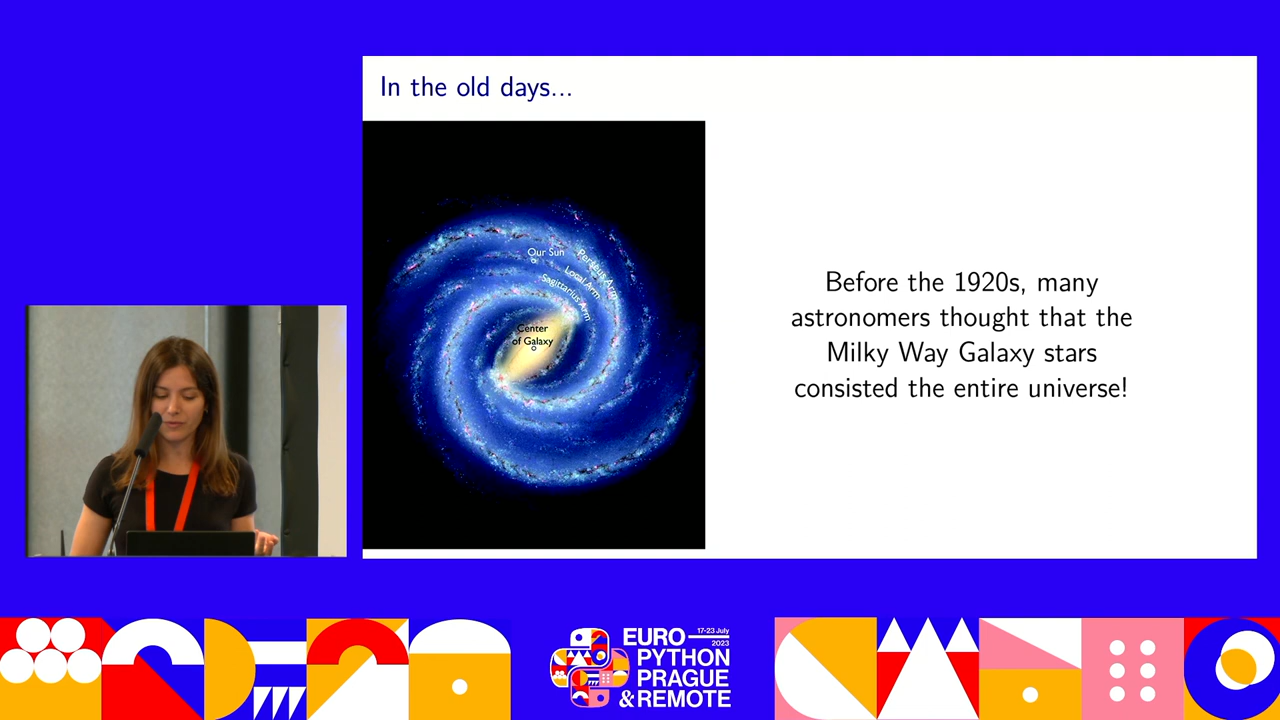 In the old days...
Our Sun
Perseus Arm
Local Arm
Sagittarius Arm
Center
of Galaxy
Before the 1920s, many
astronomers thought that the
Milky Way Galaxy stars
consisted the entire universe!
17-23 July
2023
EURO
PYTHON
PRAGUE
&REMOTE